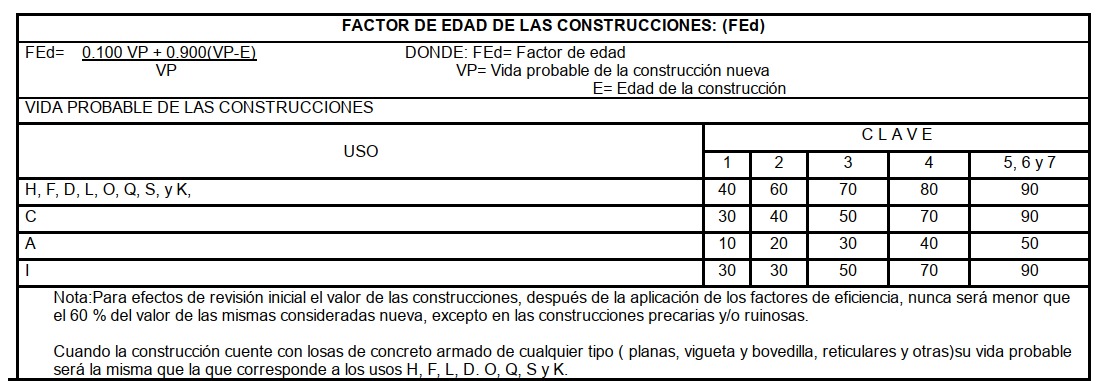 FACTOR DE EDAD DE LAS CONSTRUCCIONES: (FEd)
FEd= 0.100 VP + 0.900(VP-E) DONDE: FEd= Factor de edad
VP VP= Vida probable de la construcción nueva
E= Edad de la construcción
VIDA PROBABLE DE LAS CONSTRUCCIONES
USO C L A V E
1 2 3 4 5, 6 y 7
H, F, D, L, O, Q, S, y K, 40 60 70 80 90
C 30 40 50 70 90
A 10 20 30 40 50
I 30 30 50 70 90
Nota:Para efectos de revisión inicial el valor de las construcciones, después de la aplicación de los factores de eficiencia, nunca será menor que
el 60 % del valor de las mismas consideradas nueva, excepto en las construcciones precarias y/o ruinosas.
Cuando la construcción cuente con losas de concreto armado de cualquier tipo ( planas, vigueta y bovedilla, reticulares y otras)su vida probable
será la misma que la que corresponde a los usos H, F, L, D. O, Q, S y K.